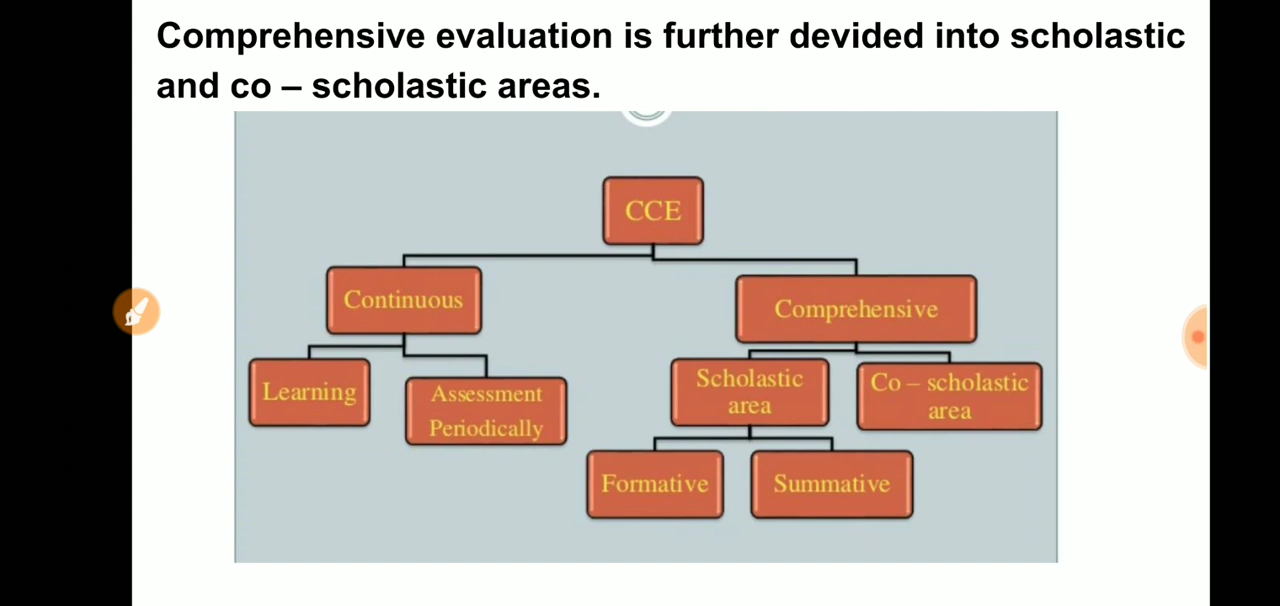 Comprehensive evaluation is further devided into scholastic
and co – scholastic areas.
CCE
Continuous
Comprehensive
Learning
Assessment
Periodically
Scholastic
area
Co – scholastic
area
Formative
Summative